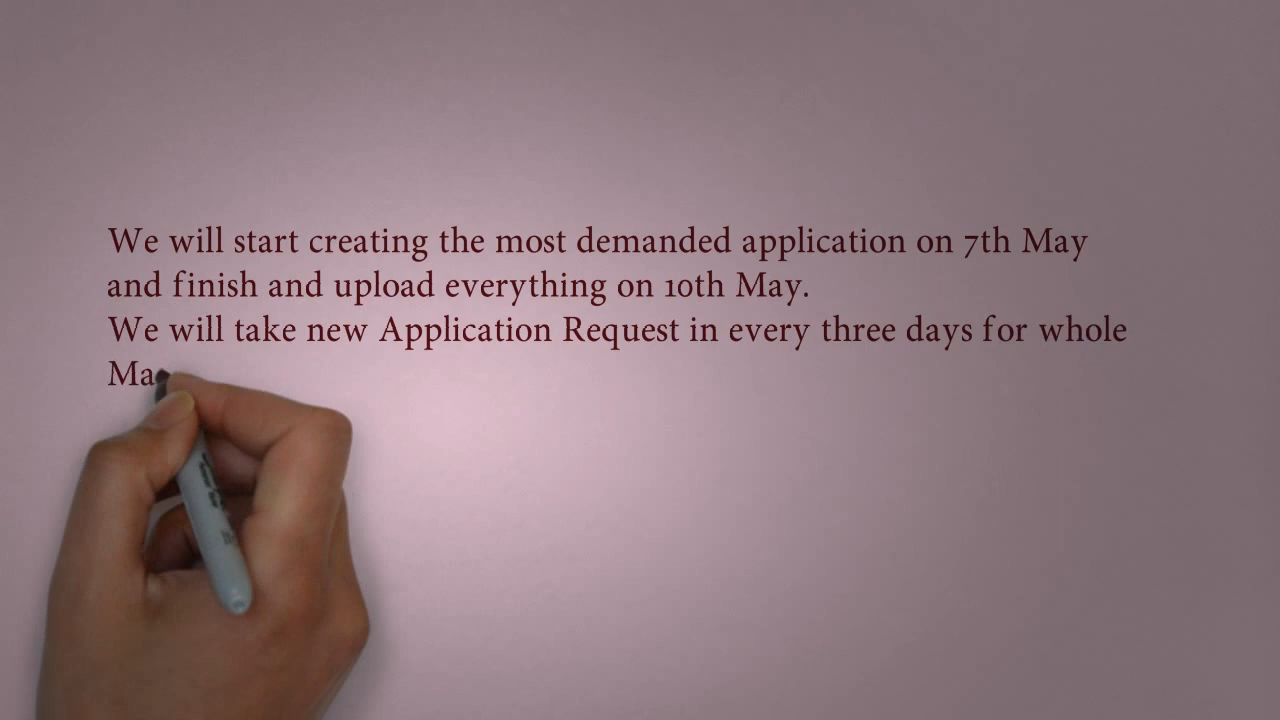 We will start creating the most demanded application on 7th May
and finish and upload everything on 10th May.
We will take new Application Request in every three days for whole
Ma